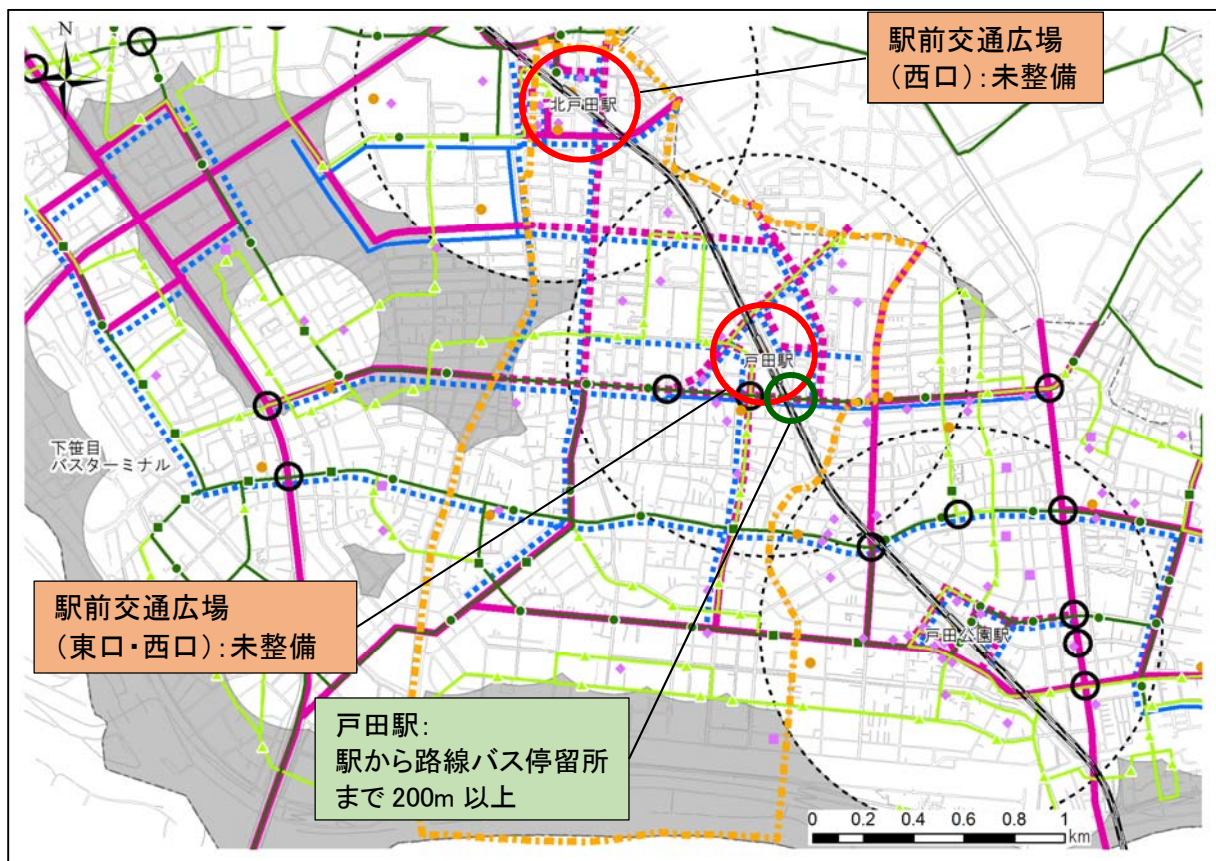 N
駅前交通広場
（西口）：未整備
北戸田駅
戸田駅
下笹目
バスターミナル
駅前交通広場
（東口・西口）：未整備
戸田公園駅
戸田駅：
駅から路線バス停留所
まで 200m 以上
0 0.2 0.4 0.6 0.8 1
km